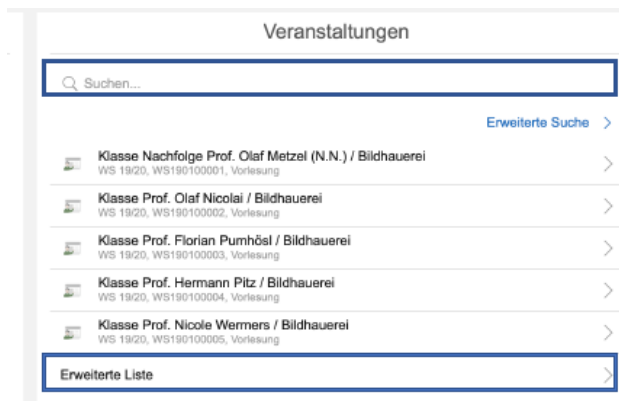 Veranstaltungen
Suchen...
Erweiterte Suche
Klasse Nachfolge Prof. Olaf Metzel (N.N.) / Bildhauerei
WS 19/20, WS190100001, Vorlesung
Klasse Prof. Olaf Nicolai / Bildhauerei
WS 19/20, WS190100002, Vorlesung
Klasse Prof. Florian Pumhösl / Bildhauerei
WS 19/20, WS190100003, Vorlesung
Klasse Prof. Hermann Pitz / Bildhauerei
WS 19/20, WS190100004, Vorlesung
Klasse Prof. Nicole Wermers / Bildhauerei
WS 19/20, WS190100005, Vorlesung
Erweiterte Liste